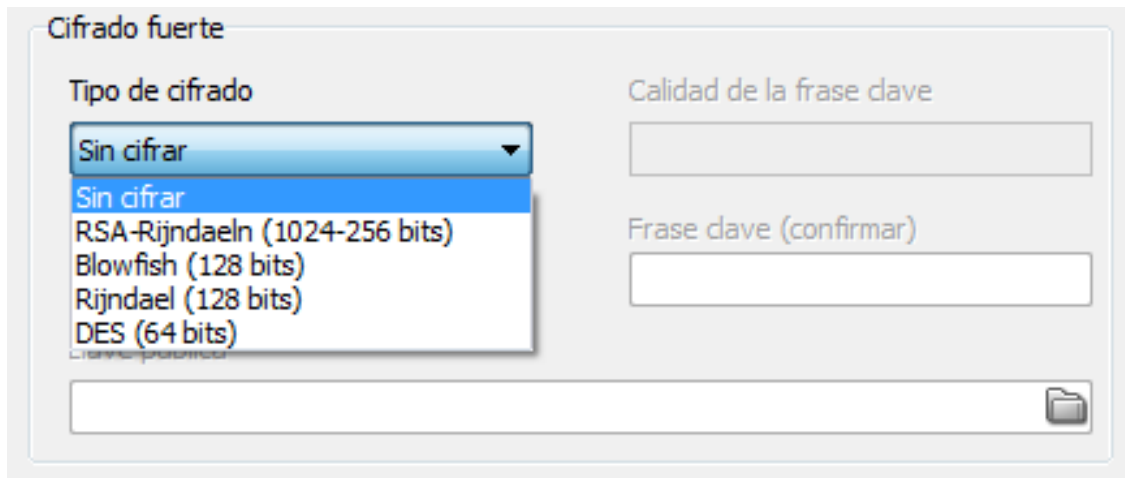 Cifrado fuerte
Tipo de cifrado
Calidad de la frase clave
Sin cifrar
Sin cifrar
RSA-Rijndaeln (1024-256 bits)
Blowfish (128 bits)
Rijndael (128 bits)
DES (64 bits)
Frase clave (confirmar)